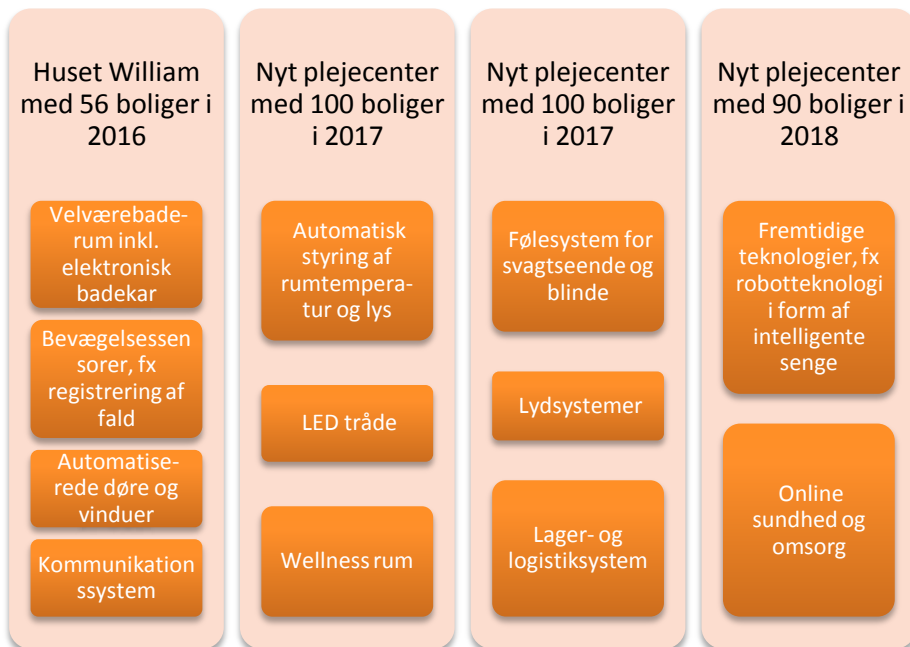 Huset William
med 56 boliger i
2016
Velværebade-
rum inkl.
elektronisk
badekar
Bevægelsessen
sorer, fx
registrering af
fald
Automatise-
rede døre og
vinduer
Kommunikation
ssystem
Nyt plejecenter
med 100 boliger
i 2017
Automatisk
styring af
rumtempera-
tur og lys
LED tråde
Wellness rum
Nyt plejecenter
med 100 boliger
i 2017
Følesystem for
svagtseende og
blinde
Lydsystemer
Lager- og
logistiksystem
Nyt plejecenter
med 90 boliger i
2018
Fremtidige
teknologier, fx
robotteknologi
i form af
intelligente
senge
Online
sundhed og
omsorg